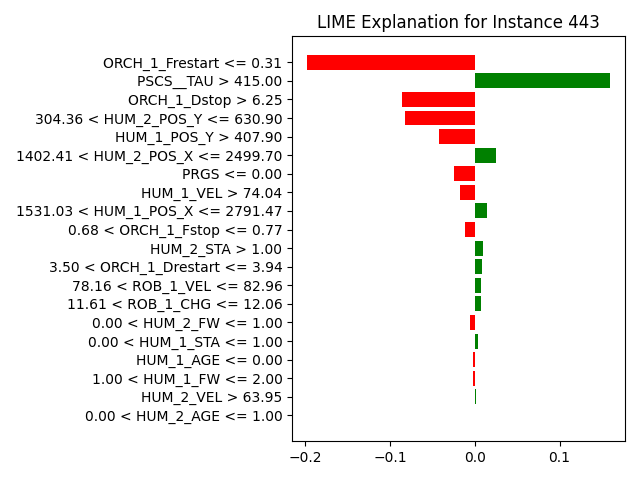 LIME Explanation for Instance 443
ORCH_1_Frestart <= 0.31
PSCS__TAU > 415.00
ORCH_1_Dstop > 6.25
304.36 < HUM_2_POS_Y <= 630.90
HUM_1_POS_Y > 407.90
1402.41 < HUM_2_POS_X <= 2499.70
PRGS <= 0.00
HUM_1_VEL > 74.04
1531.03 < HUM_1_POS_X <= 2791.47
0.68 < ORCH_1_Fstop <= 0.77
HUM_2_STA > 1.00
3.50 < ORCH_1_Drestart <= 3.94
78.16 < ROB_1_VEL <= 82.96
11.61 < ROB_1_CHG <= 12.06
0.00 < HUM_2_FW <= 1.00
0.00 < HUM_1_STA <= 1.00
HUM_1_AGE <= 0.00
1.00 < HUM_1_FW <= 2.00
HUM_2_VEL > 63.95
0.00 < HUM_2_AGE <= 1.00
−0.2 −0.1 0.0 0.1